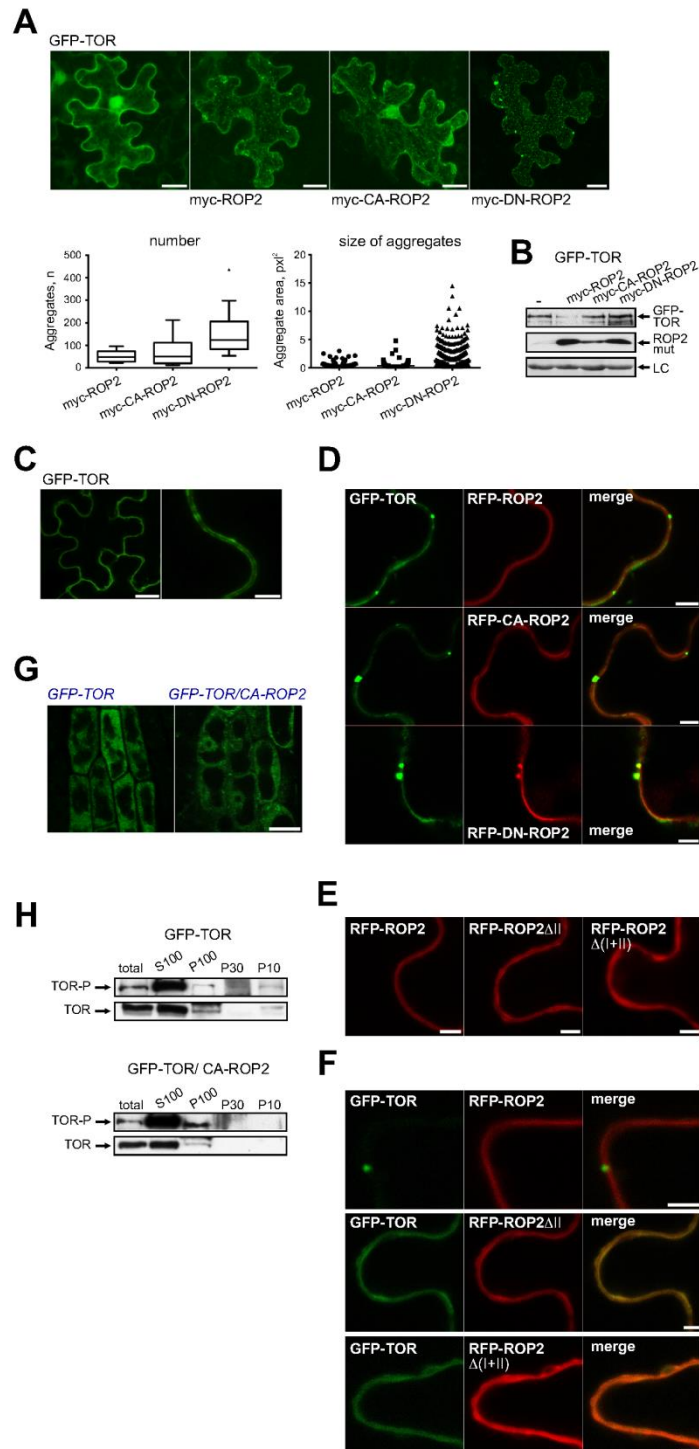 A
GFP-TOR
myc-ROP2 myc-CA-ROP2 myc-DN-ROP2
number
Aggregates, n
500
400
300
200
100
0
myc-ROP2
myc-CA-ROP2
myc-DN-ROP2
size of aggregates
Aggregate area, pxl²
20
15
10
5
0
myc-ROP2
myc-CA-ROP2
myc-DN-ROP2
B
GFP-TOR
- myc-ROP2 myc-CA-ROP2 myc-DN-ROP2
GFP-
TOR
ROP2
mut
LC
C
GFP-TOR
D
GFP-TOR RFP-ROP2 merge
RFP-CA-ROP2 merge
RFP-DN-ROP2 merge
G
GFP-TOR GFP-TOR/CA-ROP2
E
RFP-ROP2 RFP-ROP2ΔII RFP-ROP2
Δ(I+II)
H
GFP-TOR
total S100 P100 P30 P10
TOR-P
TOR
GFP-TOR/ CA-ROP2
total S100 P100 P30 P10
TOR-P
TOR
F
GFP-TOR RFP-ROP2 merge
GFP-TOR RFP-ROP2ΔII merge
GFP-TOR RFP-ROP2 merge
Δ(I+II)